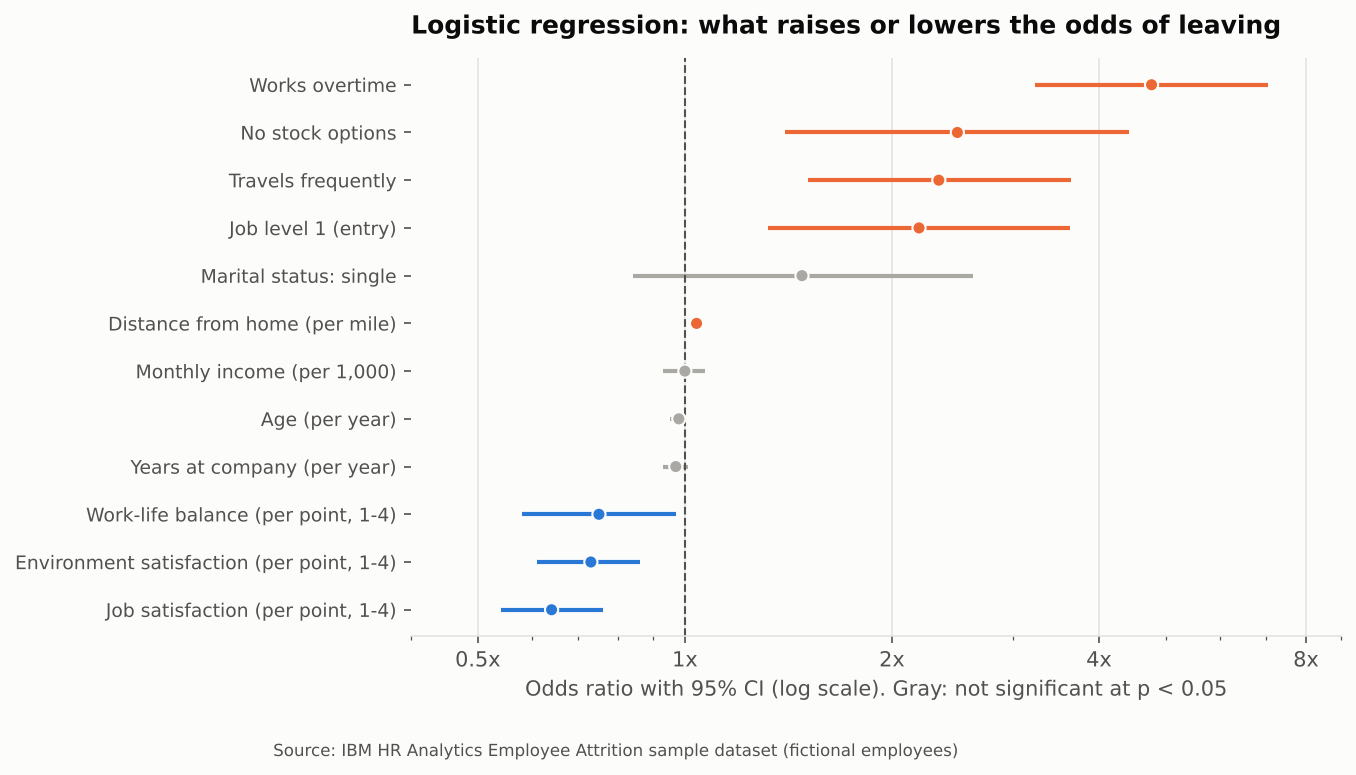 Logistic regression: what raises or lowers the odds of leaving
Works overtime
No stock options
Travels frequently
Job level 1 (entry)
Marital status: single
Distance from home (per mile)
Monthly income (per 1,000)
Age (per year)
Years at company (per year)
Work-life balance (per point, 1-4)
Environment satisfaction (per point, 1-4)
Job satisfaction (per point, 1-4)
0.5x 1x 2x 4x 8x
Odds ratio with 95% CI (log scale). Gray: not significant at p < 0.05
Source: IBM HR Analytics Employee Attrition sample dataset (fictional employees)